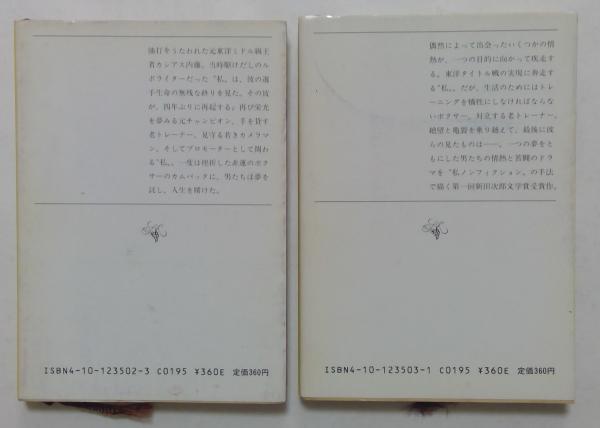 強打をうたわれた元東洋ミドル級王
者カシアス内藤。当時駆けだしのル
ポライターだった〝私〟は、彼の選
手生命の無残な終りを見た。その彼
が、四年ぶりに再起する。再び栄光
を夢みる元チャンピオン、手を貸す
老トレーナー、見守る若きカメラマ
ン、そしてプロモーターとして関わ
る〝私〟。一度は挫折した悲運のボク
サーのカムバックに、男たちは夢を
託し、人生を賭けた。
ISBN4-10-123502-3 C0195 ¥360E 定価360円
偶然によって出会ったいくつかの情
熱が、一つの目的に向かって疾走す
る。東洋タイトル戦の実現に奔走す
る〝私〟。だが、生活のためにはトレ
ーニングを犠牲にしなければならな
いボクサー。対立する老トレーナー。
絶望と亀裂を乗り越えて、最後に彼
らの見たものは――。一つの夢をと
もにした男たちの情熱と苦闘のドラ
マを〝私ノンフィクション〟の手法
で描く第一回新田次郎文学賞受賞作。
ISBN4-10-123503-1 C0195 ¥360E 定価360円